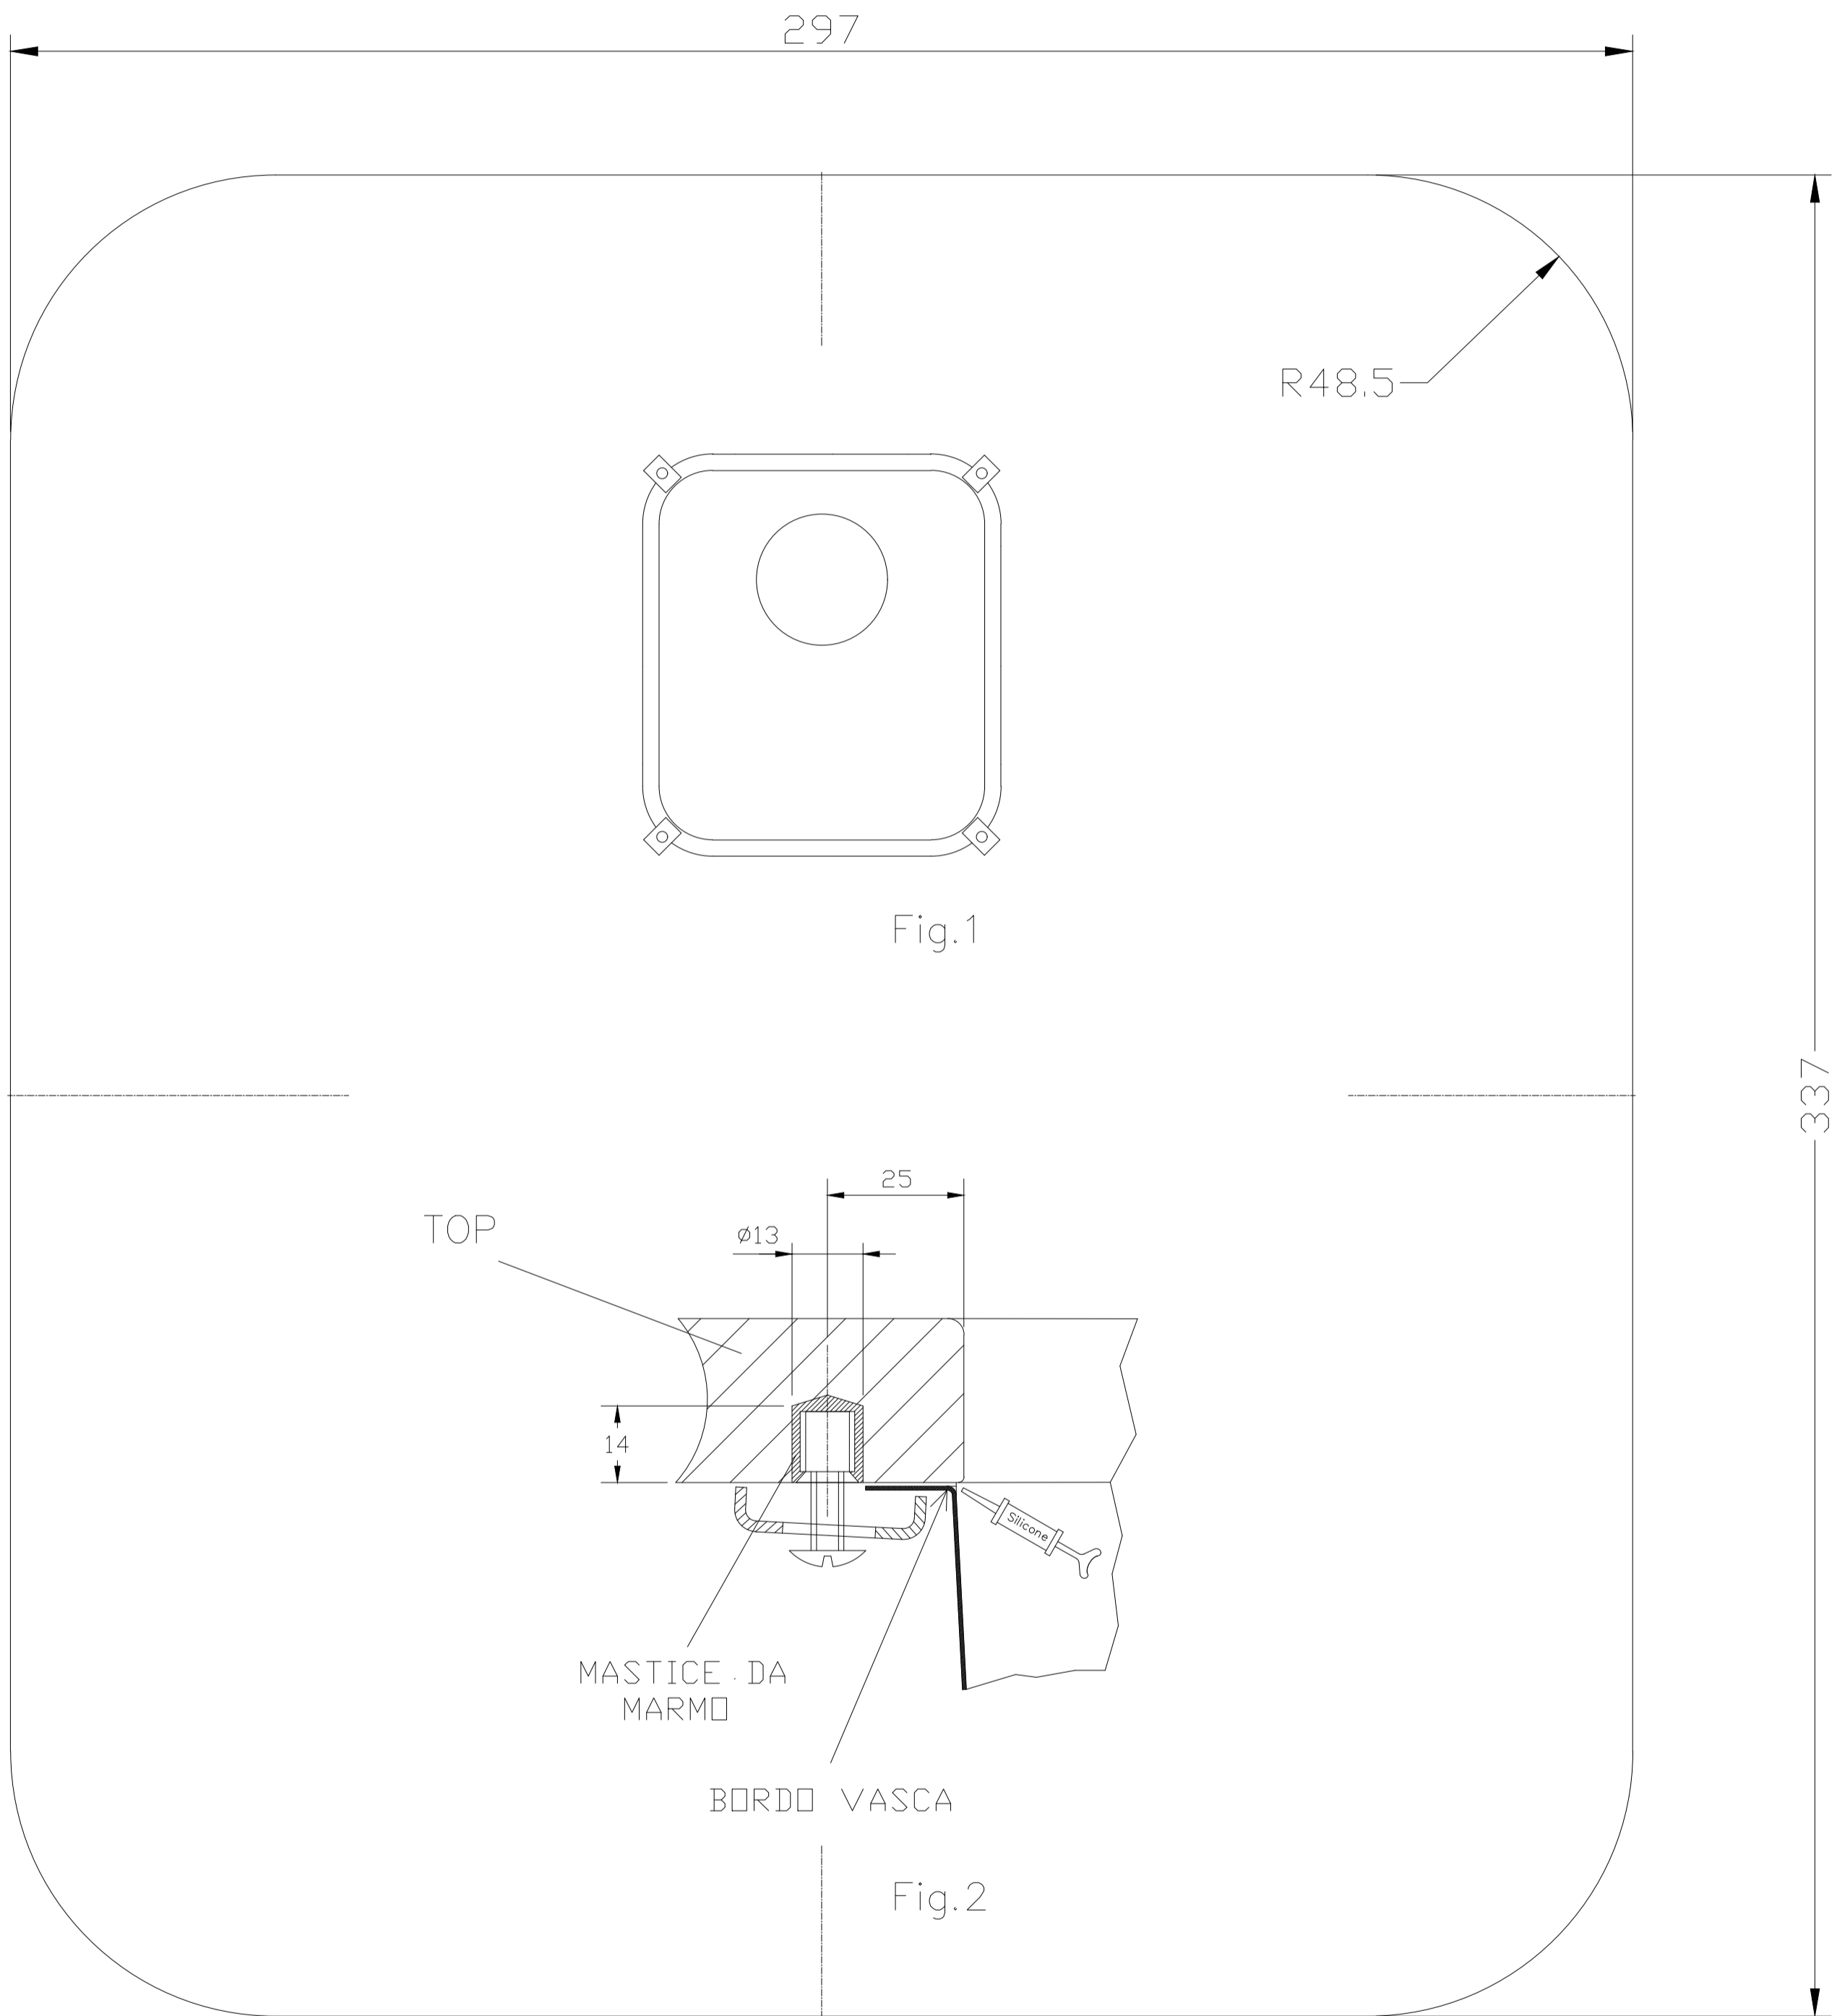 297
R48.5
Fig.1
337
25
ø13
TOP
14
Silicone
MASTICE . DA
MARMO
BORDO VASCA
Fig.2